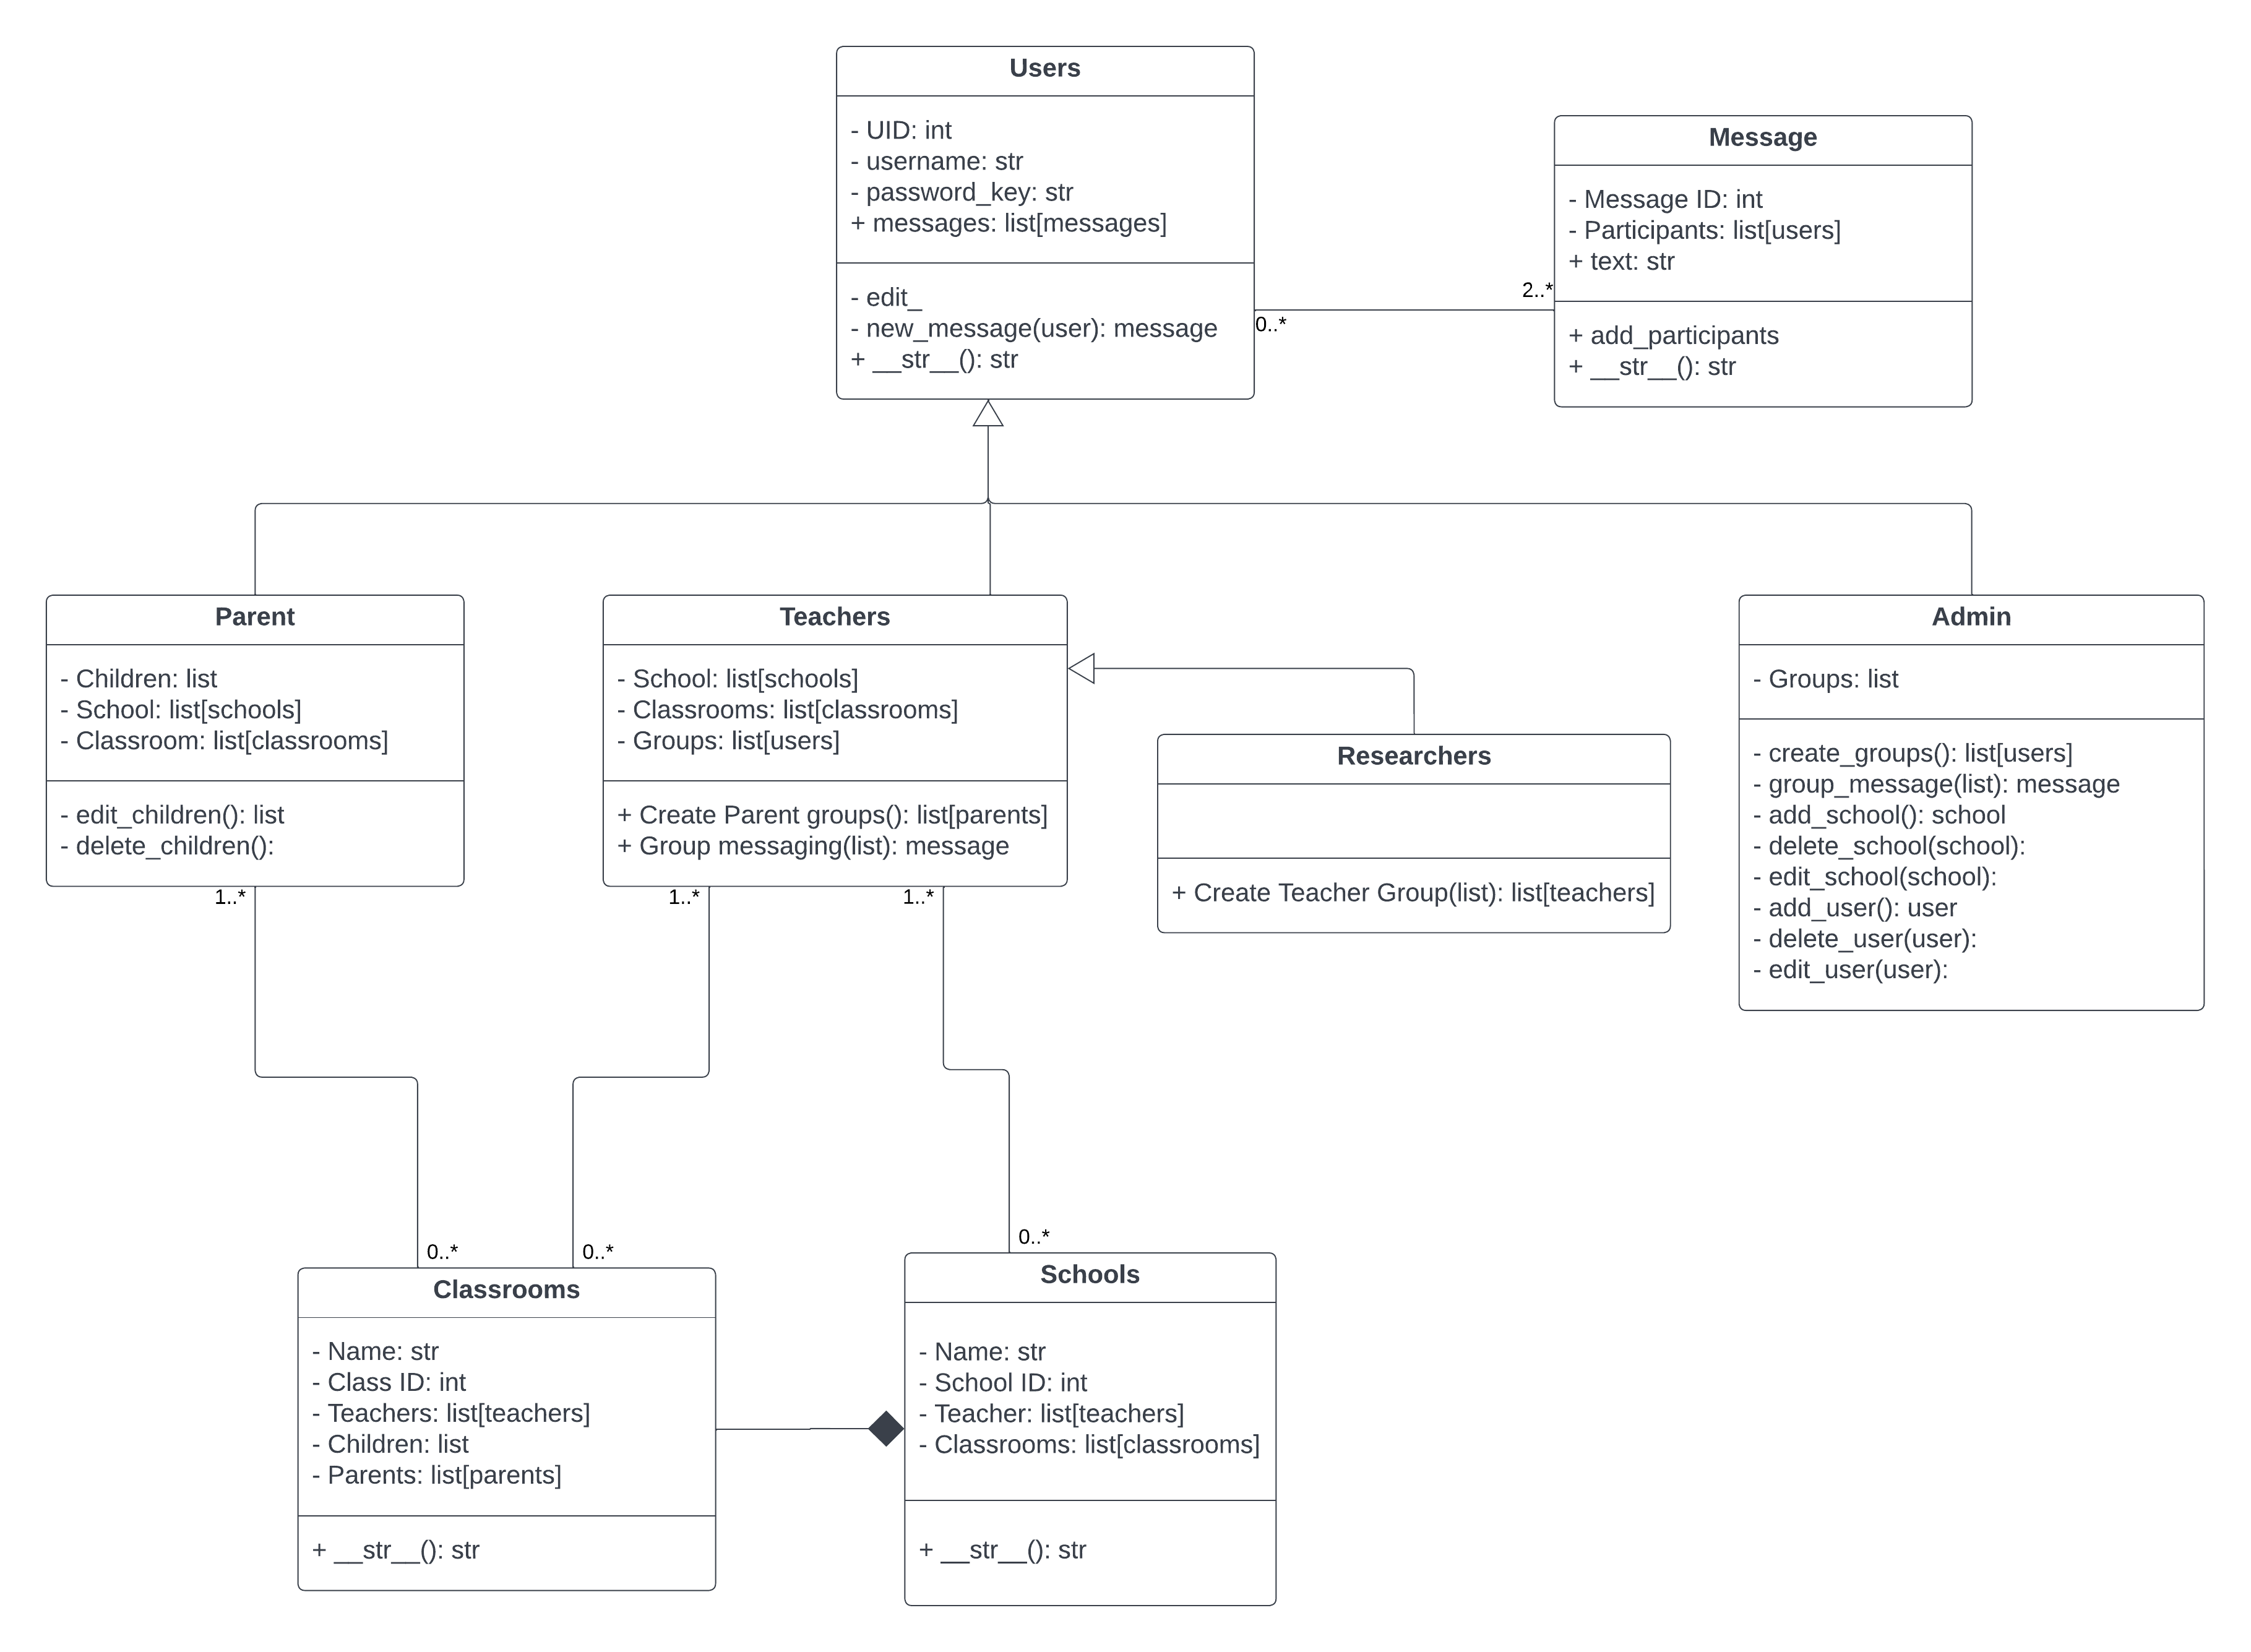 Users
- UID: int
- username: str
- password_key: str
+ messages: list[messages]
- edit_
- new_message(user): message
+ __str__(): str
0..*
2..*
Message
- Message ID: int
- Participants: list[users]
+ text: str
+ add_participants
+ __str__(): str
Parent
- Children: list
- School: list[schools]
- Classroom: list[classrooms]
- edit_children(): list
- delete_children():
1..*
Teachers
- School: list[schools]
- Classrooms: list[classrooms]
- Groups: list[users]
+ Create Parent groups(): list[parents]
+ Group messaging(list): message
1..*
1..*
Researchers
+ Create Teacher Group(list): list[teachers]
Admin
- Groups: list
- create_groups(): list[users]
- group_message(list): message
- add_school(): school
- delete_school(school):
- edit_school(school):
- add_user(): user
- delete_user(user):
- edit_user(user):
0..*
0..*
Classrooms
- Name: str
- Class ID: int
- Teachers: list[teachers]
- Children: list
- Parents: list[parents]
+ __str__(): str
0..*
Schools
- Name: str
- School ID: int
- Teacher: list[teachers]
- Classrooms: list[classrooms]
+ __str__(): str